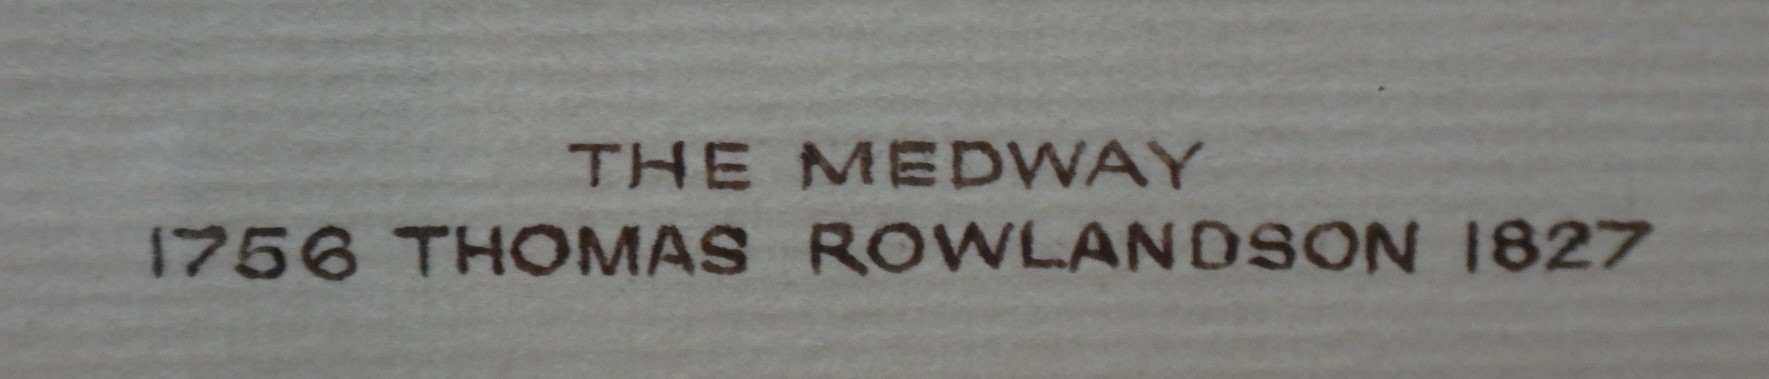 THE MEDWAY
1756 THOMAS ROWLANDSON 1827